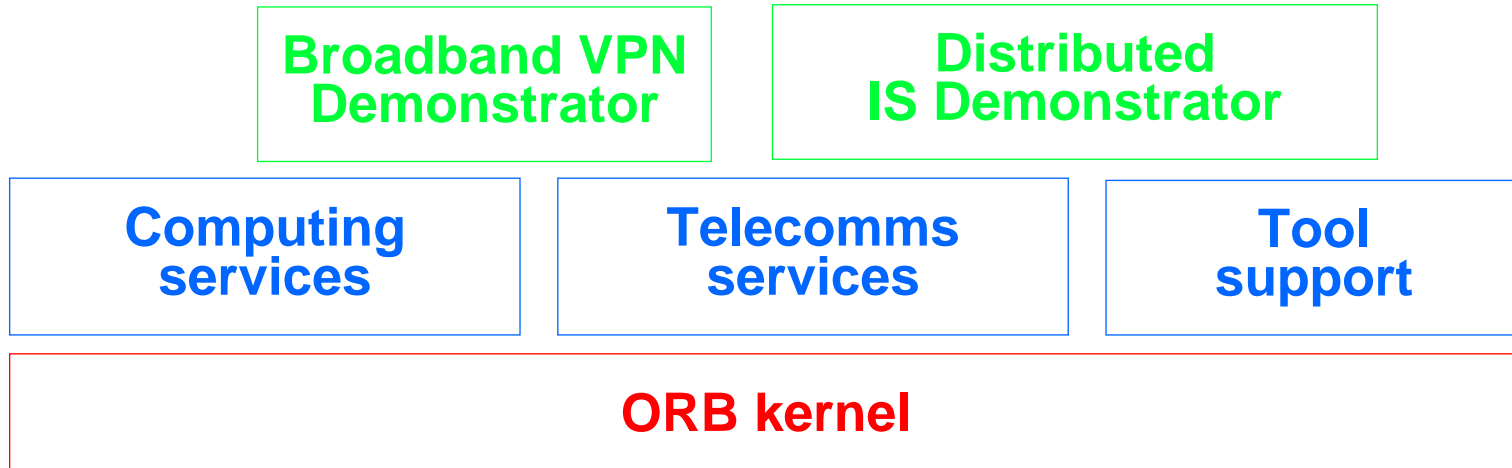 Broadband VPN
Demonstrator
Distributed
IS Demonstrator
Computing
services
Telecomms
services
Tool
support
ORB kernel